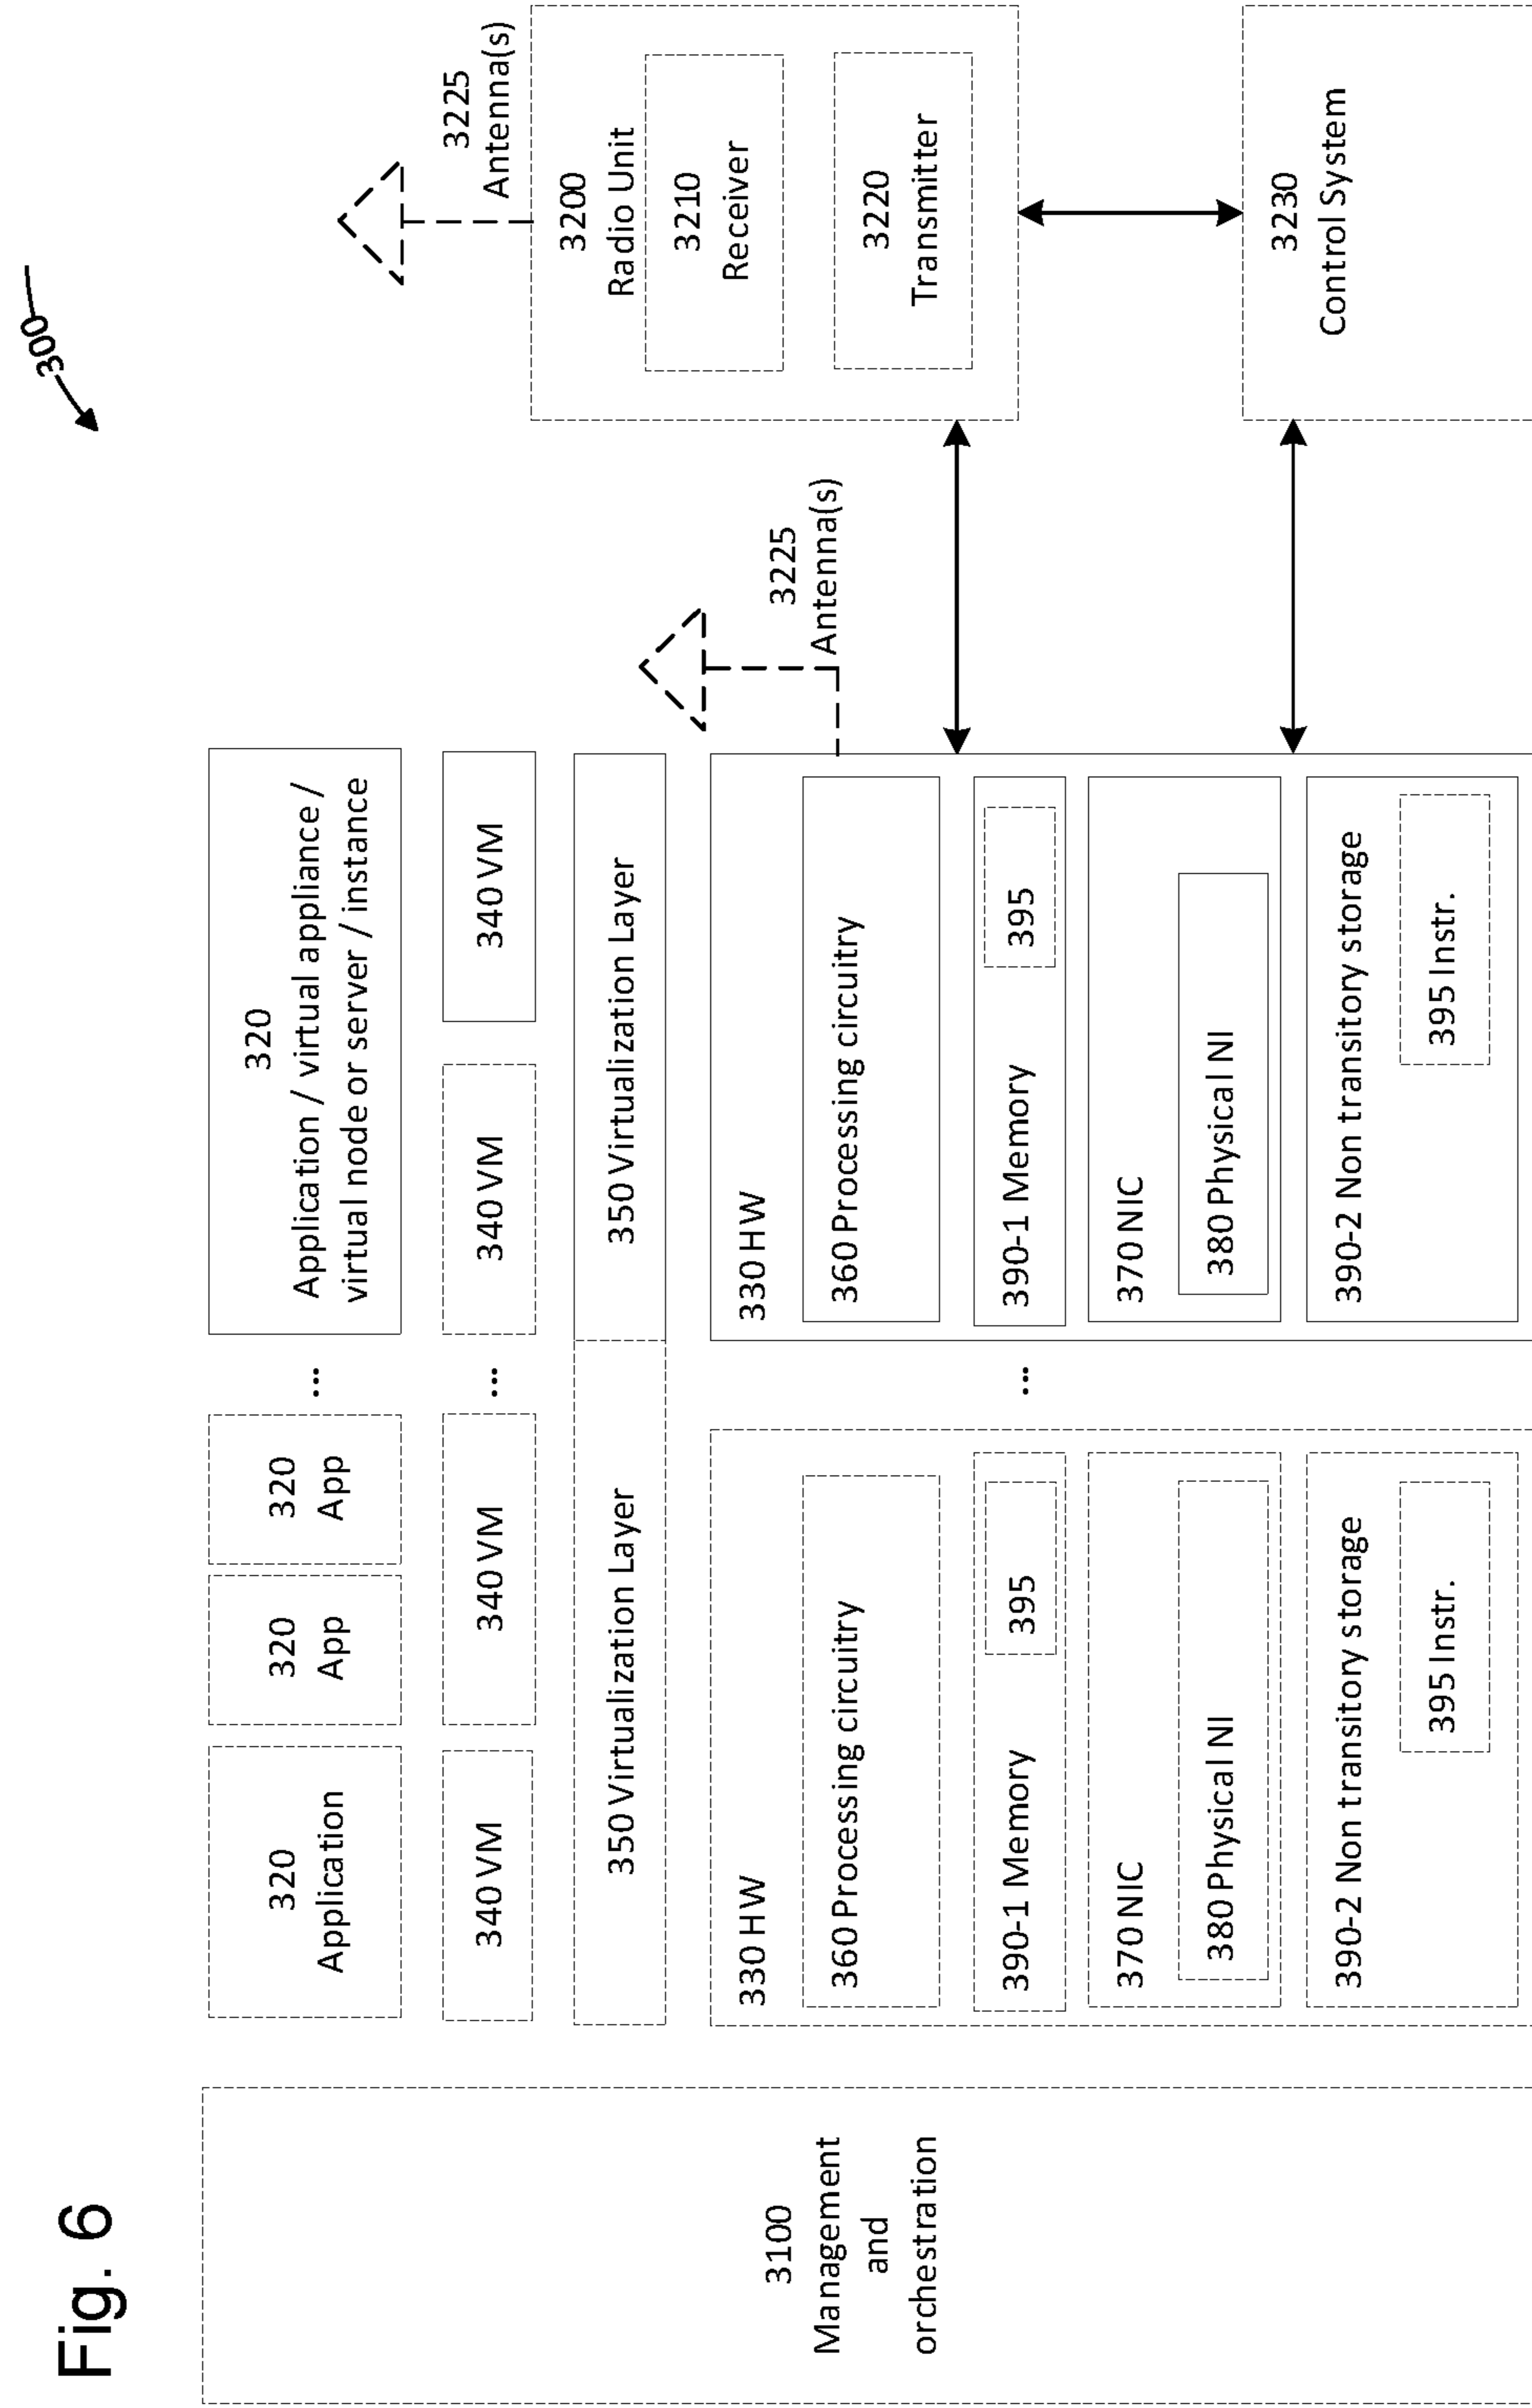 Fig. 6
300
3100
Management
and
orchestration
320
Application
320
App
320
App
...
320
Application / virtual appliance /
virtual node or server / instance
340 VM
340 VM
...
340 VM
340 VM
350 Virtualization Layer
350 Virtualization Layer
330 HW
360 Processing circuitry
390-1 Memory
395
370 NIC
380 Physical NI
390-2 Non transitory storage
395 Instr.
...
330 HW
360 Processing circuitry
390-1 Memory
395
370 NIC
380 Physical NI
390-2 Non transitory storage
395 Instr.
3225
Antenna(s)
3225
Antenna(s)
3200
Radio Unit
3210
Receiver
3220
Transmitter
3230
Control System